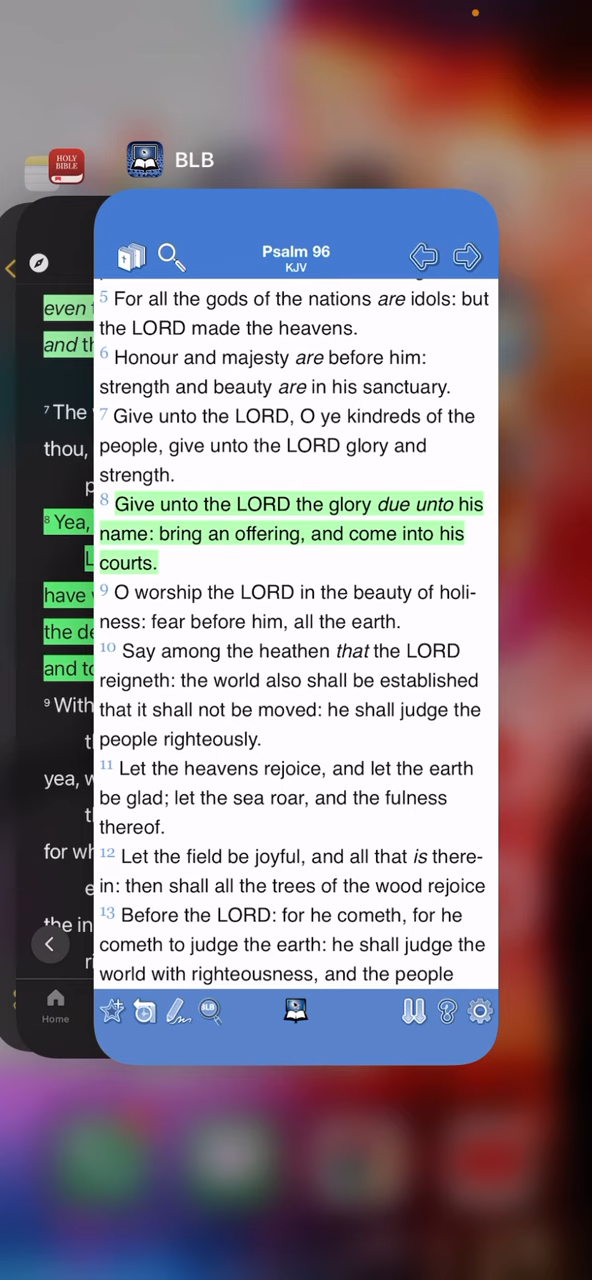 HOLY
BIBLE
BLB
Psalm 96
KJV
5 For all the gods of the nations are idols: but
the LORD made the heavens.
6 Honour and majesty are before him:
strength and beauty are in his sanctuary.
7 Give unto the LORD, O ye kindreds of the
people, give unto the LORD glory and
strength.
8 Give unto the LORD the glory due unto his
name: bring an offering, and come into his
courts.
9 O worship the LORD in the beauty of holi-
ness: fear before him, all the earth.
10 Say among the heathen that the LORD
reigneth: the world also shall be established
that it shall not be moved: he shall judge the
people righteously.
11 Let the heavens rejoice, and let the earth
be glad; let the sea roar, and the fulness
thereof.
12 Let the field be joyful, and all that is there-
in: then shall all the trees of the wood rejoice
13 Before the LORD: for he cometh, for he
cometh to judge the earth: he shall judge the
world with righteousness, and the people
even
and
7 The
thou,
8 Yea,
have
the
and
9 With
yea,
for
the in
Home
BLB